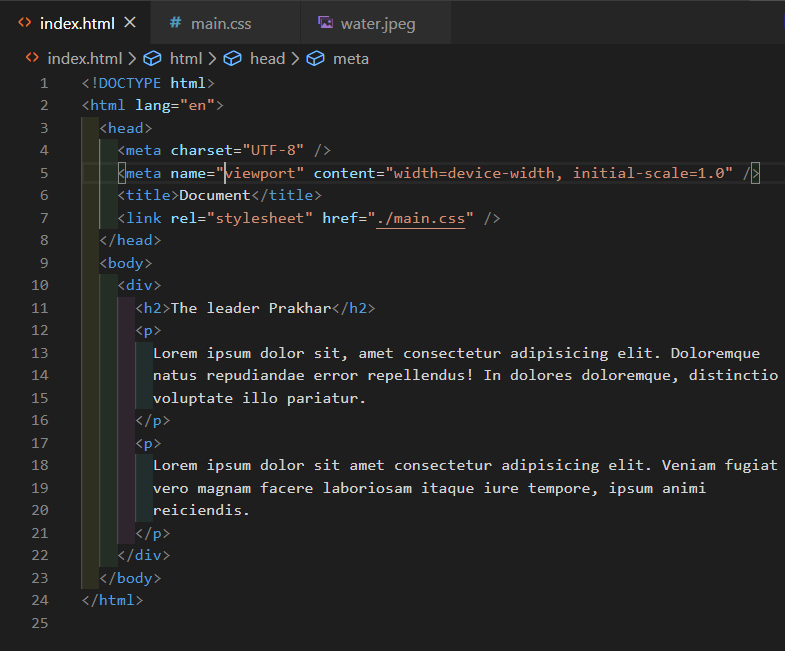 index.html
main.css
water.jpeg
index.html > html > head > meta
1 <!DOCTYPE html>
2 <html lang="en">
3 <head>
4 <meta charset="UTF-8" />
5 <meta name="viewport" content="width=device-width, initial-scale=1.0" />
6 <title>Document</title>
7 <link rel="stylesheet" href="./main.css" />
8 </head>
9 <body>
10 <div>
11 <h2>The leader Prakhar</h2>
12 <p>
13 Lorem ipsum dolor sit, amet consectetur adipisicing elit. Doloremque
14 natus repudiandae error repellendus! In dolores doloremque, distinctio
15 voluptate illo pariatur.
16 </p>
17 <p>
18 Lorem ipsum dolor sit amet consectetur adipisicing elit. Veniam fugiat
19 vero magnam facere laboriosam itaque iure tempore, ipsum animi
20 reiciendis.
21 </p>
22 </div>
23 </body>
24 </html>
25